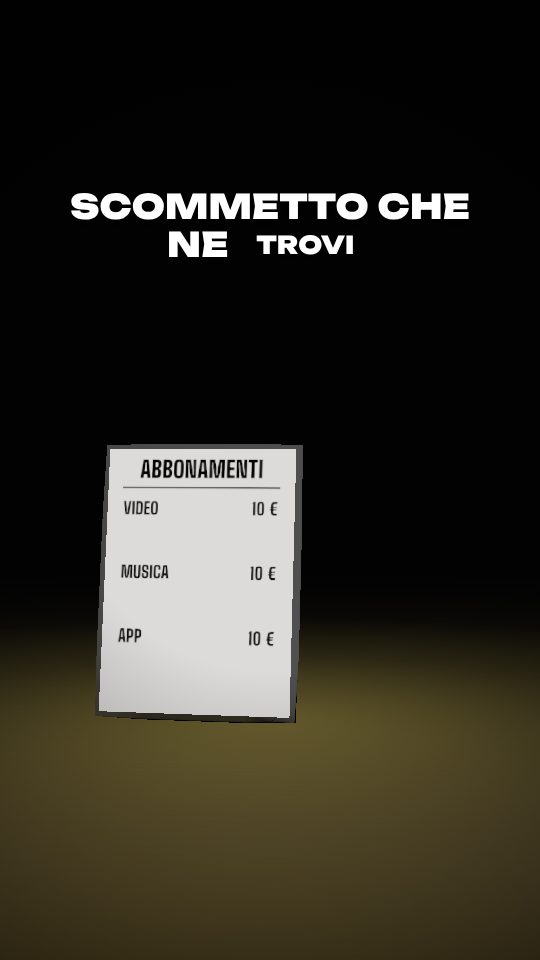 SCOMMETTO CHE
NE TROVI
ABBONAMENTI
VIDEO 10 €
MUSICA 10 €
APP 10 €